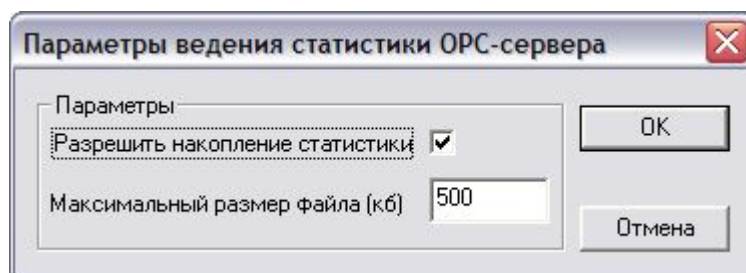 Параметры ведения статистики OPC-сервера
Параметры
Разрешить накопление статистики
OK
Максимальный размер файла (кб)
500
Отмена